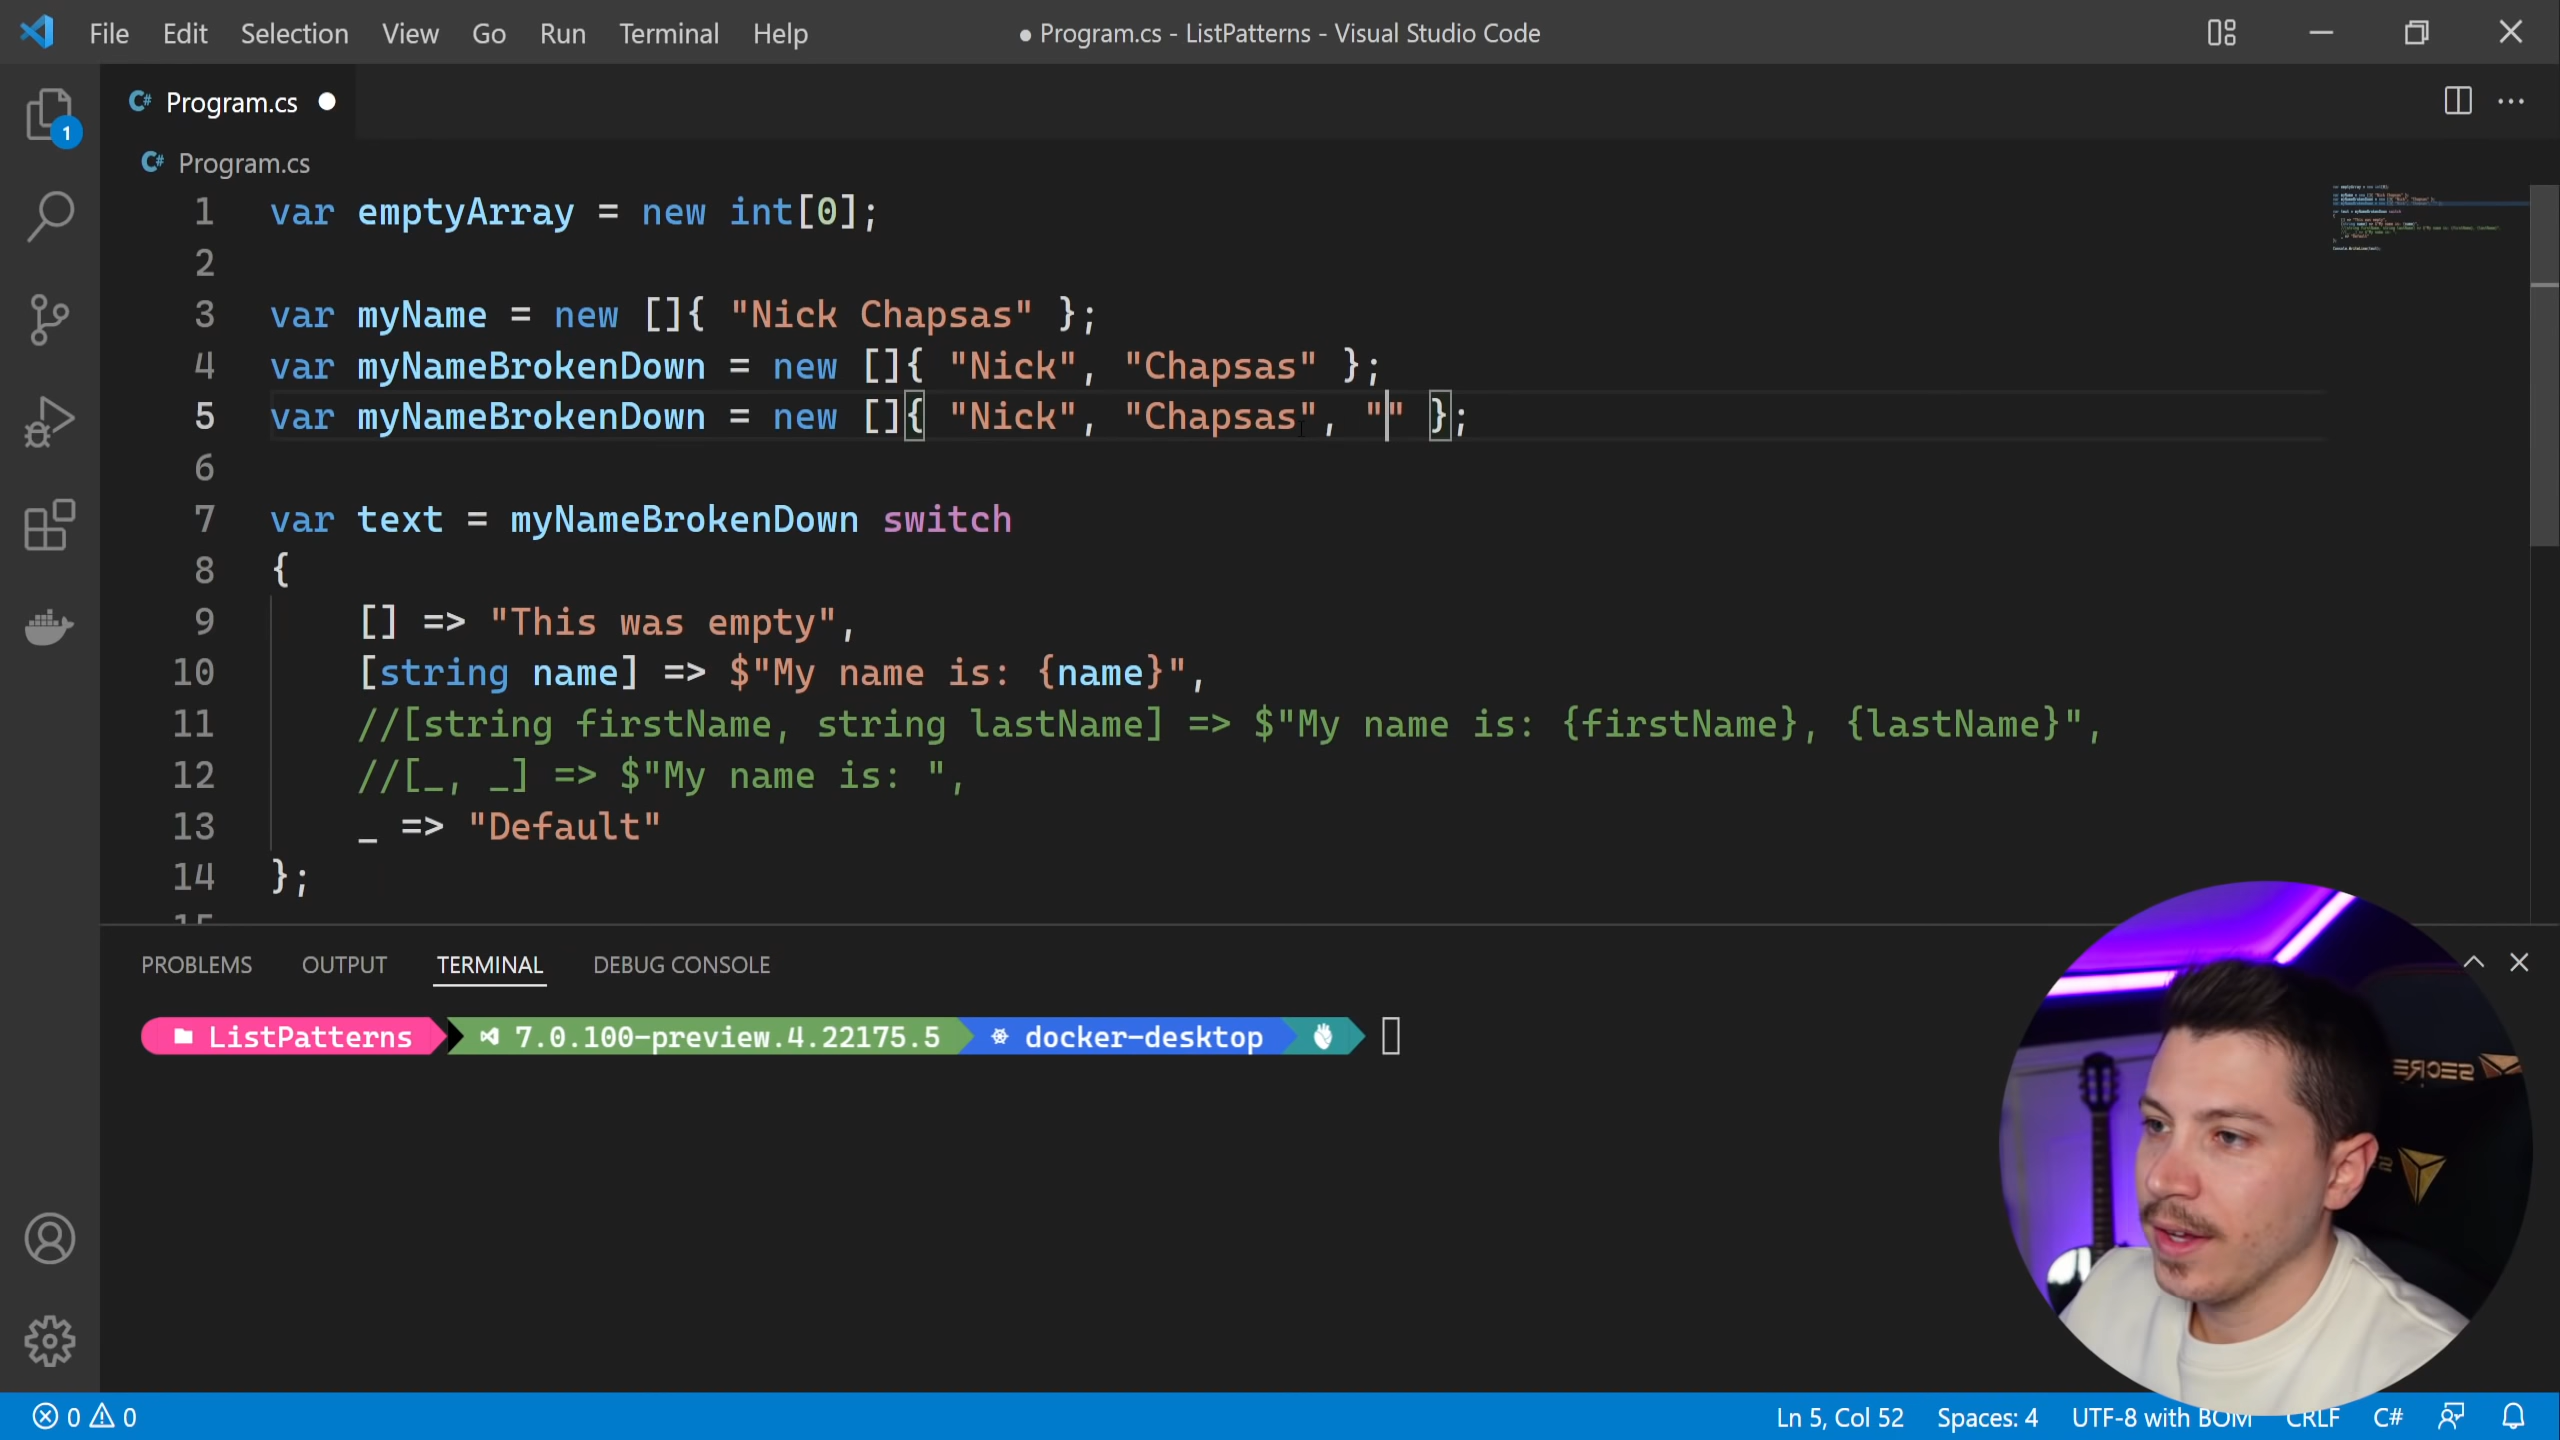 File Edit Selection View Go Run Terminal Help ● Program.cs - ListPatterns - Visual Studio Code
C# Program.cs ●
1
C# Program.cs
1 var emptyArray = new int[0];
2
3 var myName = new []{ "Nick Chapsas" };
4 var myNameBrokenDown = new []{ "Nick", "Chapsas" };
5 var myNameBrokenDown = new []{ "Nick", "Chapsas", "" };
6
7 var text = myNameBrokenDown switch
8 {
9 [] => "This was empty",
10 [string name] => $"My name is: {name}",
11 //[string firstName, string lastName] => $"My name is: {firstName}, {lastName}",
12 //[_, _] => $"My name is: ",
13 _ => "Default"
14 };
15
PROBLEMS OUTPUT TERMINAL DEBUG CONSOLE
ListPatterns 7.0.100-preview.4.22175.5 docker-desktop
0 0 Ln 5, Col 52 Spaces: 4 UTF-8 with BOM CRLF C#